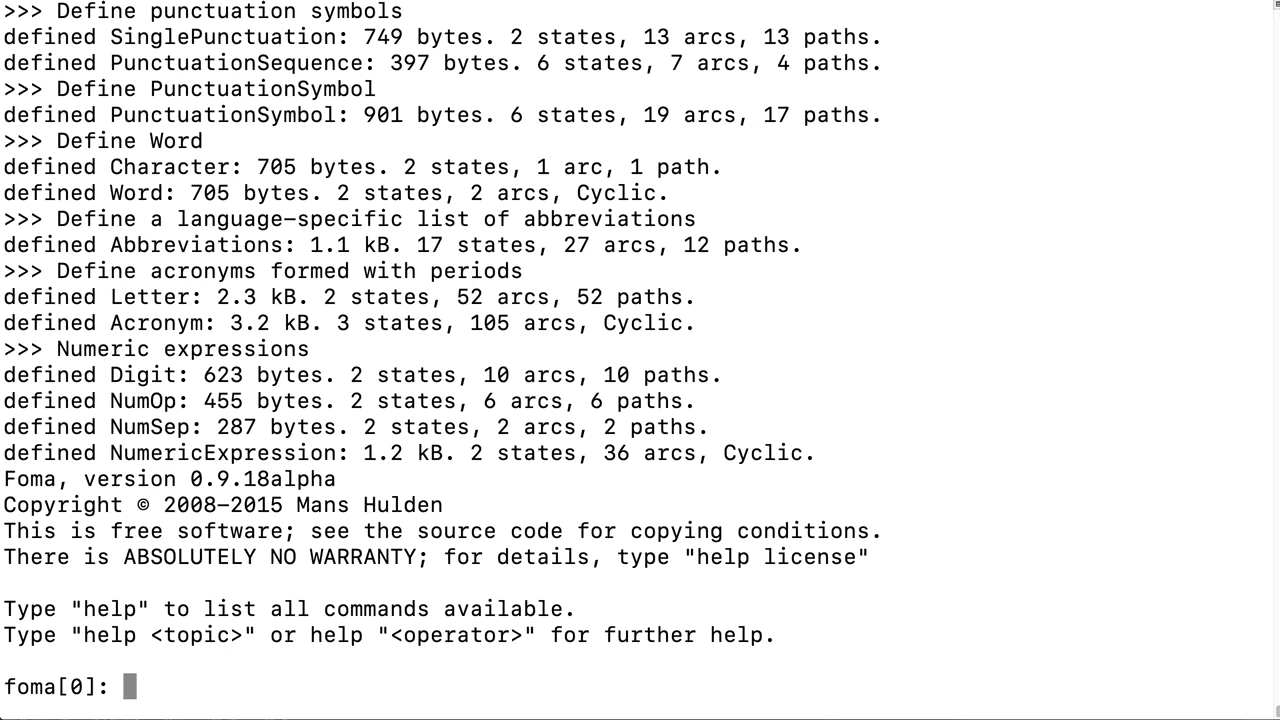 >>> Define punctuation symbols
defined SinglePunctuation: 749 bytes. 2 states, 13 arcs, 13 paths.
defined PunctuationSequence: 397 bytes. 6 states, 7 arcs, 4 paths.
>>> Define PunctuationSymbol
defined PunctuationSymbol: 901 bytes. 6 states, 19 arcs, 17 paths.
>>> Define Word
defined Character: 705 bytes. 2 states, 1 arc, 1 path.
defined Word: 705 bytes. 2 states, 2 arcs, Cyclic.
>>> Define a language-specific list of abbreviations
defined Abbreviations: 1.1 kB. 17 states, 27 arcs, 12 paths.
>>> Define acronyms formed with periods
defined Letter: 2.3 kB. 2 states, 52 arcs, 52 paths.
defined Acronym: 3.2 kB. 3 states, 105 arcs, Cyclic.
>>> Numeric expressions
defined Digit: 623 bytes. 2 states, 10 arcs, 10 paths.
defined NumOp: 455 bytes. 2 states, 6 arcs, 6 paths.
defined NumSep: 287 bytes. 2 states, 2 arcs, 2 paths.
defined NumericExpression: 1.2 kB. 2 states, 36 arcs, Cyclic.
Foma, version 0.9.18alpha
Copyright © 2008-2015 Mans Hulden
This is free software; see the source code for copying conditions.
There is ABSOLUTELY NO WARRANTY; for details, type "help license"
Type "help" to list all commands available.
Type "help <topic>" or help "<operator>" for further help.
foma[0]: